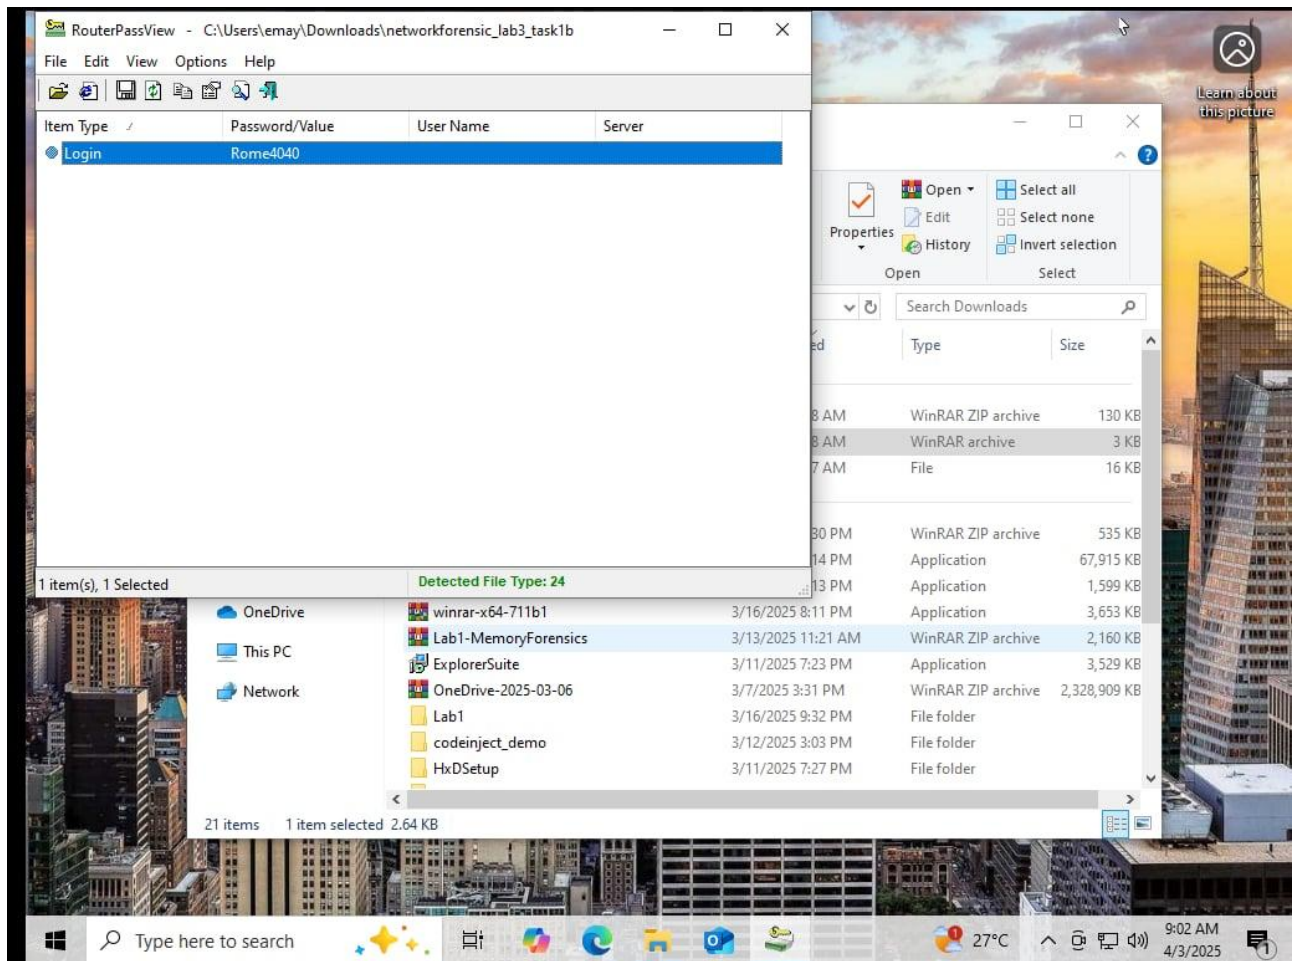 RouterPassView - C:\Users\emay\Downloads\networkforensic_lab3_task1b
File Edit View Options Help
Item Type / Password/Value User Name Server
Login Rome4040
1 item(s), 1 Selected Detected File Type: 24
Learn about
this picture
Properties
Open
Edit
History
Open
Select all
Select none
Invert selection
Select
Search Downloads
ed Type Size
8 AM WinRAR ZIP archive 130 KB
8 AM WinRAR archive 3 KB
7 AM File 16 KB
30 PM WinRAR ZIP archive 535 KB
14 PM Application 67,915 KB
13 PM Application 1,599 KB
OneDrive
This PC
Network
winrar-x64-711b1 3/16/2025 8:11 PM Application 3,653 KB
Lab1-MemoryForensics 3/13/2025 11:21 AM WinRAR ZIP archive 2,160 KB
ExplorerSuite 3/11/2025 7:23 PM Application 3,529 KB
OneDrive-2025-03-06 3/7/2025 3:31 PM WinRAR ZIP archive 2,328,909 KB
Lab1 3/16/2025 9:32 PM File folder
codeinject_demo 3/12/2025 3:03 PM File folder
HxDSetup 3/11/2025 7:27 PM File folder
21 items 1 item selected 2.64 KB
Type here to search
27°C
9:02 AM
4/3/2025
1